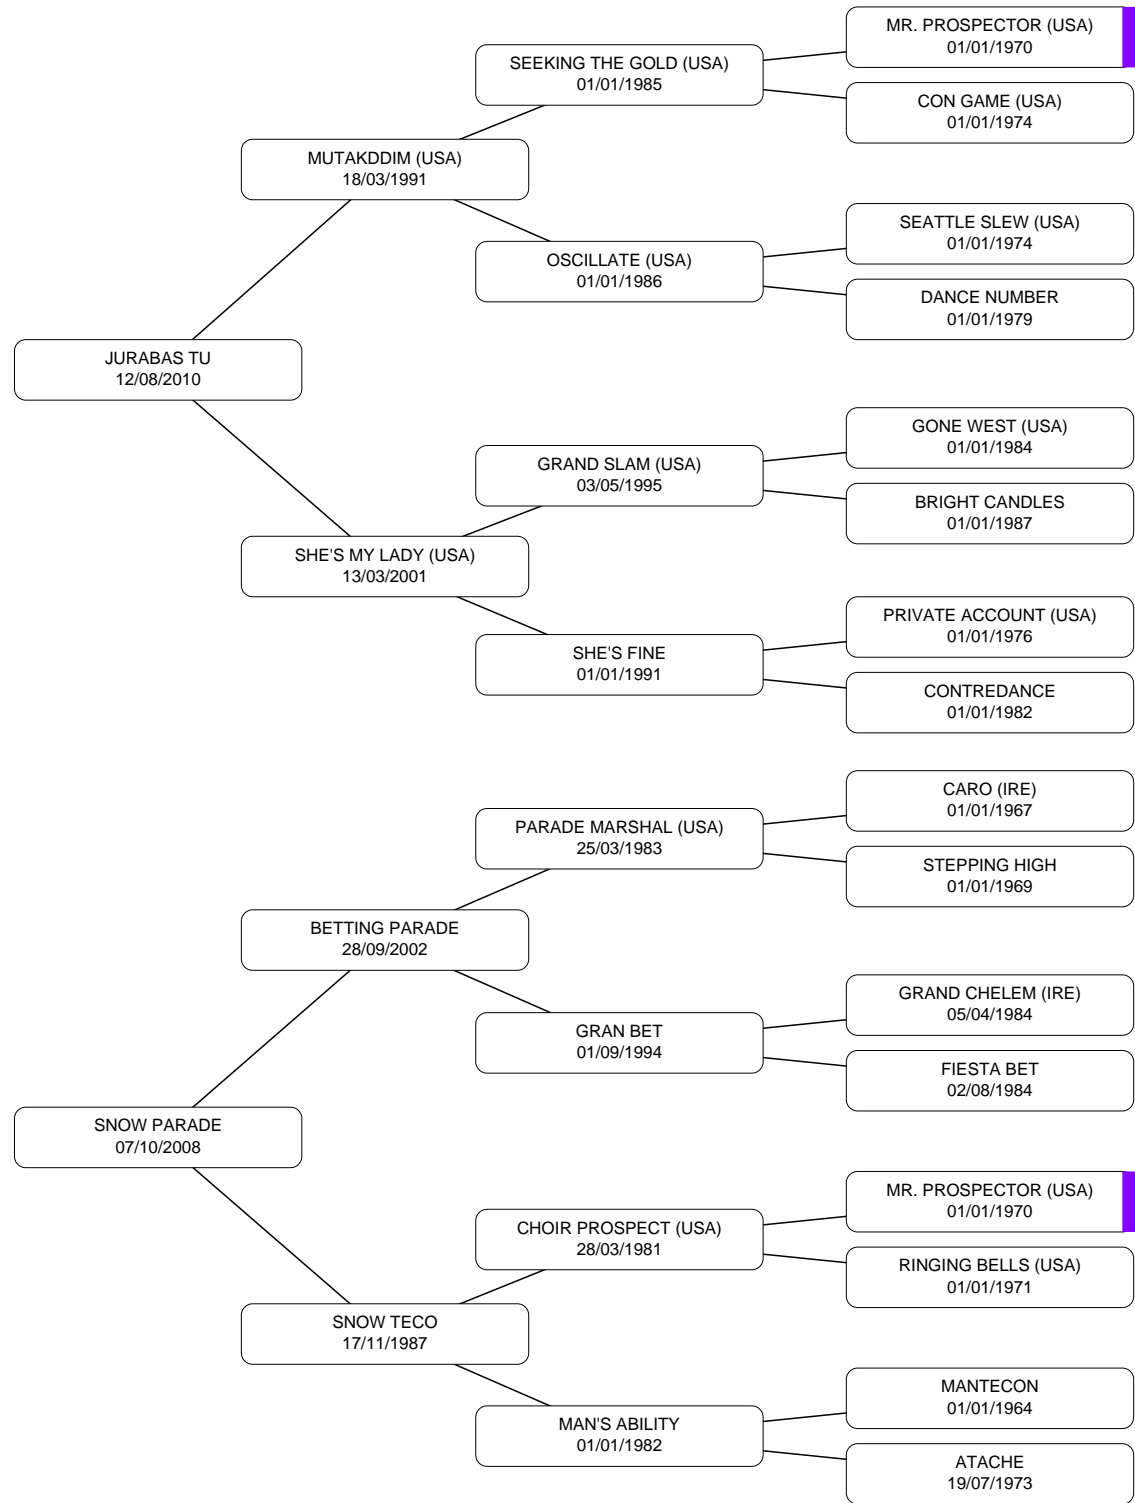 MR. PROSPECTOR (USA)
01/01/1970
SEEKING THE GOLD (USA)
01/01/1985
CON GAME (USA)
01/01/1974
MUTAKDDIM (USA)
18/03/1991
SEATTLE SLEW (USA)
01/01/1974
OSCILLATE (USA)
01/01/1986
DANCE NUMBER
01/01/1979
JURABAS TU
12/08/2010
GONE WEST (USA)
01/01/1984
GRAND SLAM (USA)
03/05/1995
BRIGHT CANDLES
01/01/1987
SHE'S MY LADY (USA)
13/03/2001
PRIVATE ACCOUNT (USA)
01/01/1976
SHE'S FINE
01/01/1991
CONTREDANCE
01/01/1982
CARO (IRE)
01/01/1967
PARADE MARSHAL (USA)
25/03/1983
STEPPING HIGH
01/01/1969
BETTING PARADE
28/09/2002
GRAND CHELEM (IRE)
05/04/1984
GRAN BET
01/09/1994
FIESTA BET
02/08/1984
SNOW PARADE
07/10/2008
MR. PROSPECTOR (USA)
01/01/1970
CHOIR PROSPECT (USA)
28/03/1981
RINGING BELLS (USA)
01/01/1971
SNOW TECO
17/11/1987
MANTECON
01/01/1964
MAN'S ABILITY
01/01/1982
ATACHE
19/07/1973